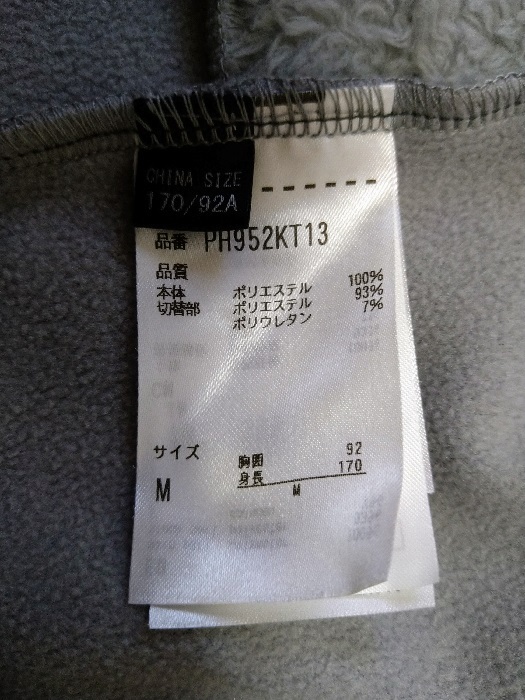 CHINA SIZE
170/92A
品番 PH952KT13
品質
本体 ポリエステル 100%
切替部 ポリエステル 93%
ポリウレタン 7%
サイズ 胸囲 92
身長 170
M M